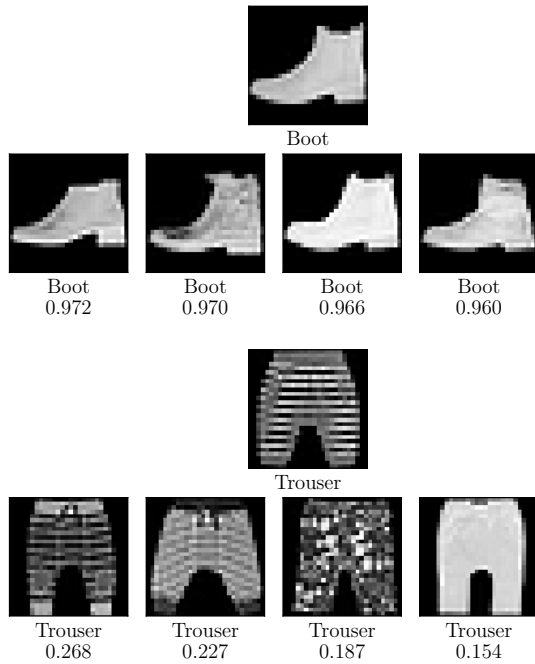 Boot
Boot Boot Boot Boot
0.972 0.970 0.966 0.960
Trouser
Trouser Trouser Trouser Trouser
0.268 0.227 0.187 0.154